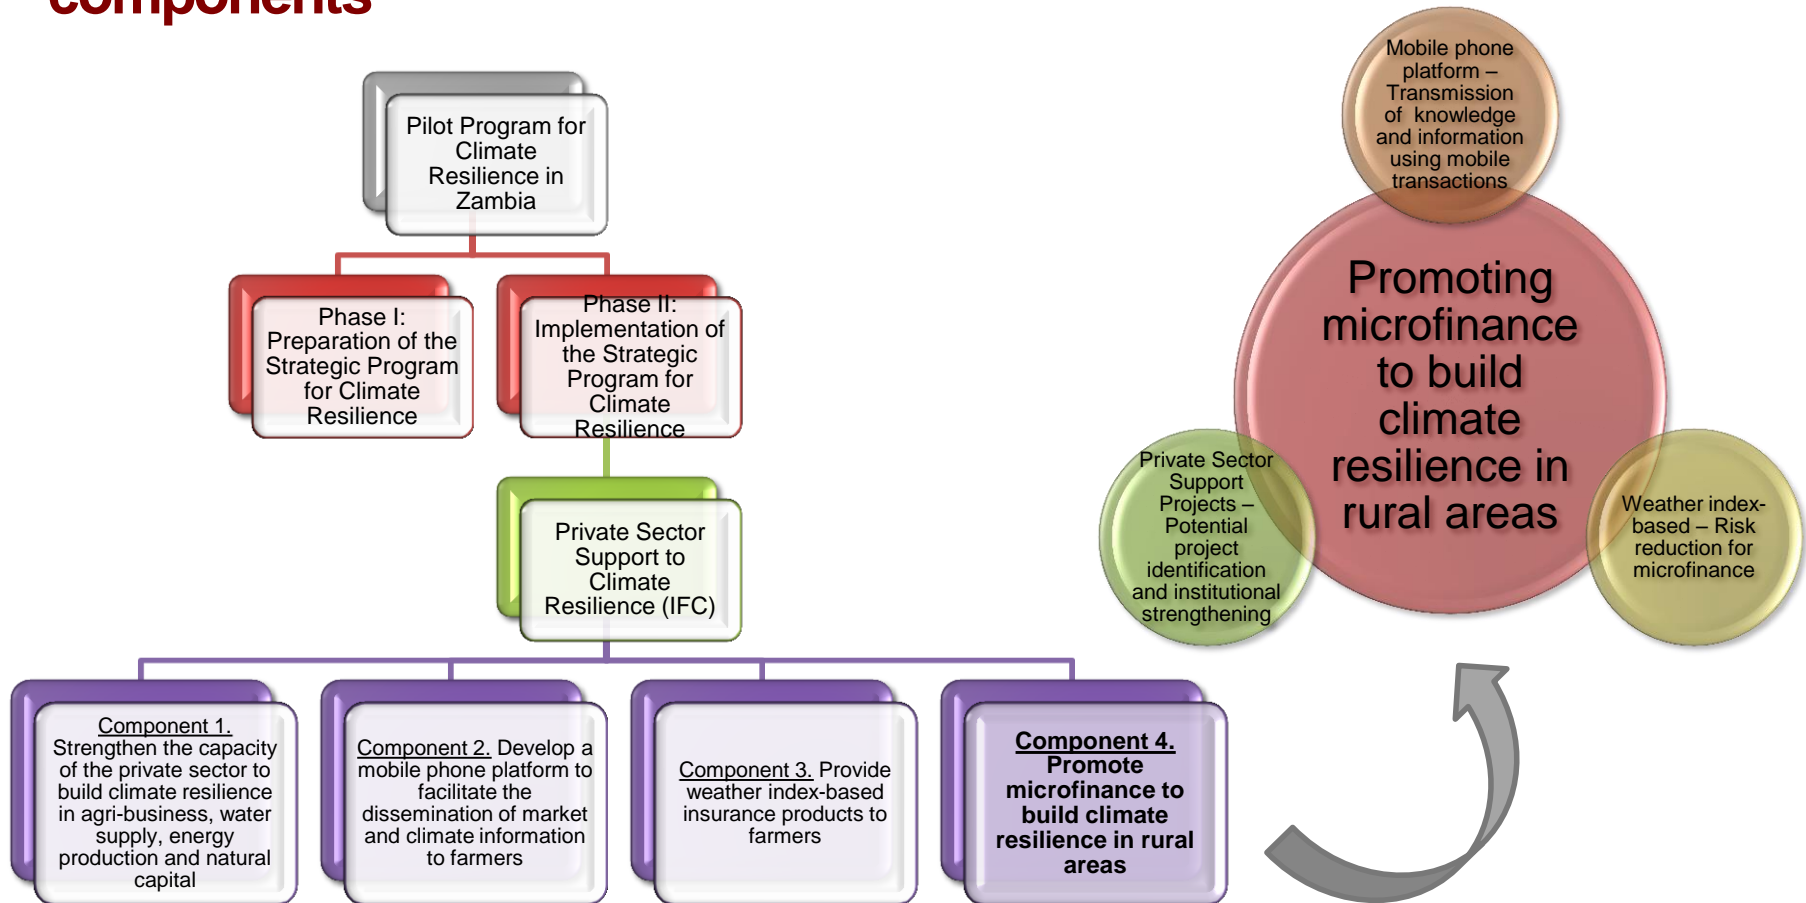 components
Pilot Program for
Climate
Resilience in
Zambia
Phase I:
Preparation of the
Strategic Program
for Climate
Resilience
Phase II:
Implementation of
the Strategic
Program for
Climate
Resilience
Private Sector
Support to
Climate
Resilience (IFC)
Component 1.
Strengthen the capacity
of the private sector to
build climate resilience
in agri-business, water
supply, energy
production and natural
capital
Component 2. Develop a
mobile phone platform to
facilitate the
dissemination of market
and climate information
to farmers
Component 3. Provide
weather index-based
insurance products to
farmers
Component 4.
Promote
microfinance to
build climate
resilience in rural
areas
Mobile phone
platform –
Transmission
of knowledge
and information
using mobile
transactions
Promoting
microfinance
to build
climate
resilience in
rural areas
Private Sector
Support
Projects –
Potential
project
identification
and institutional
strengthening
Weather index-
based – Risk
reduction for
microfinance